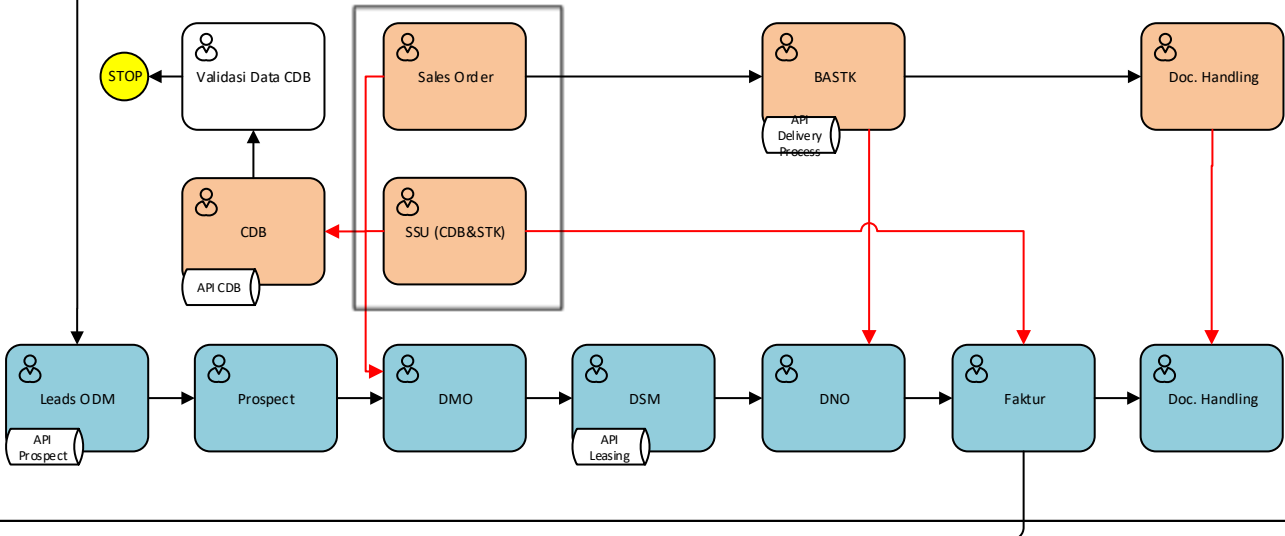 STOP
Validasi Data CDB
Sales Order
BASTK
API
Delivery
Process
Doc. Handling
CDB
API CDB
SSU (CDB&STK)
Leads ODM
API
Prospect
Prospect
DMO
DSM
API
Leasing
DNO
Faktur
Doc. Handling